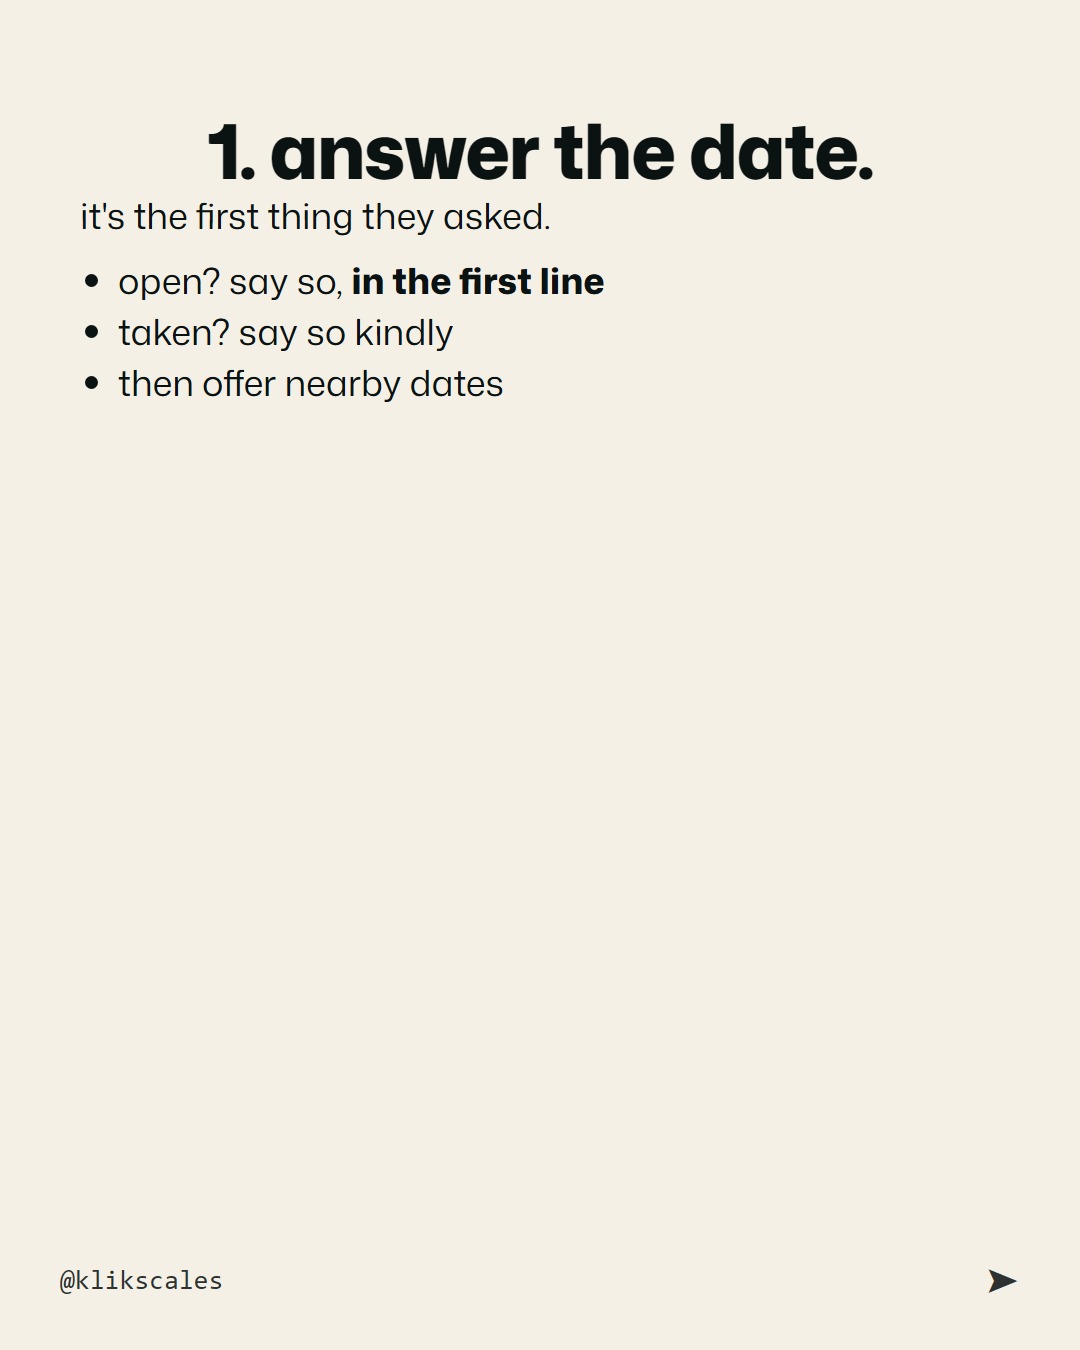 1. answer the date.
it's the first thing they asked.
• open? say so, in the first line
• taken? say so kindly
• then offer nearby dates
@klikscales